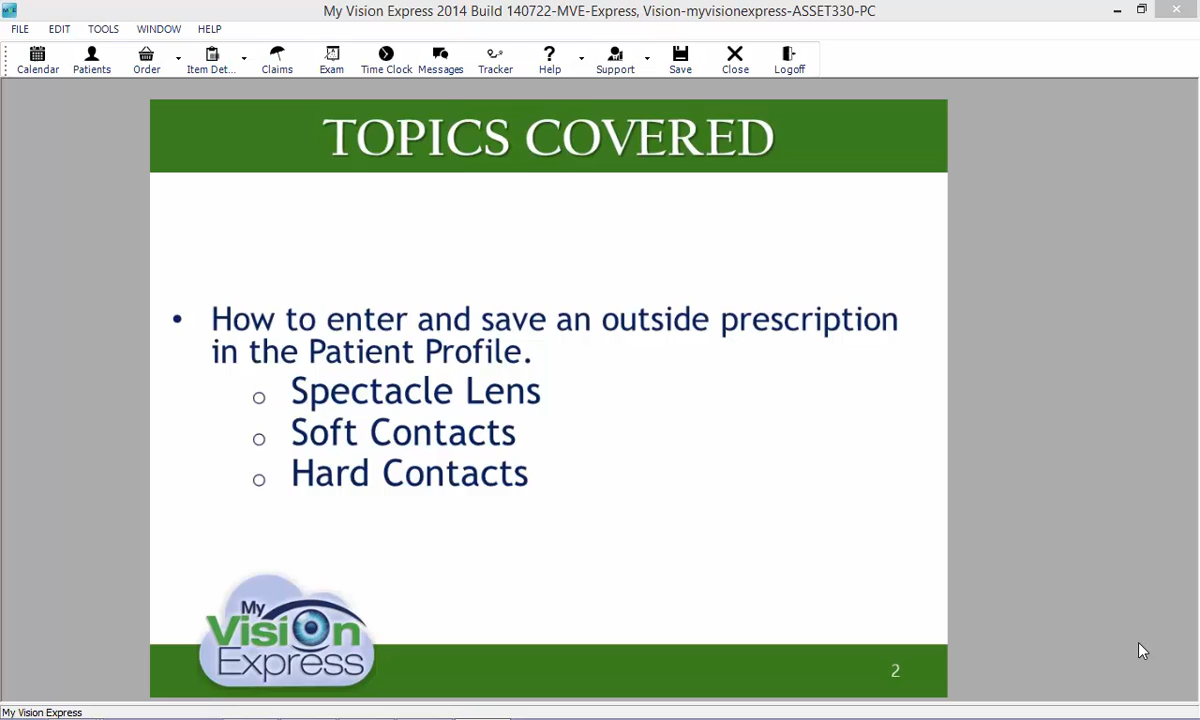 My Vision Express 2014 Build 140722-MVE-Express, Vision-myvisionexpress-ASSET330-PC
FILE EDIT TOOLS WINDOW HELP
Calendar Patients Order Item Det... Claims Exam Time Clock Messages Tracker Help Support Save Close Logoff
TOPICS COVERED
• How to enter and save an outside prescription
in the Patient Profile.
o Spectacle Lens
o Soft Contacts
o Hard Contacts
My
Vision
Express
2
My Vision Express